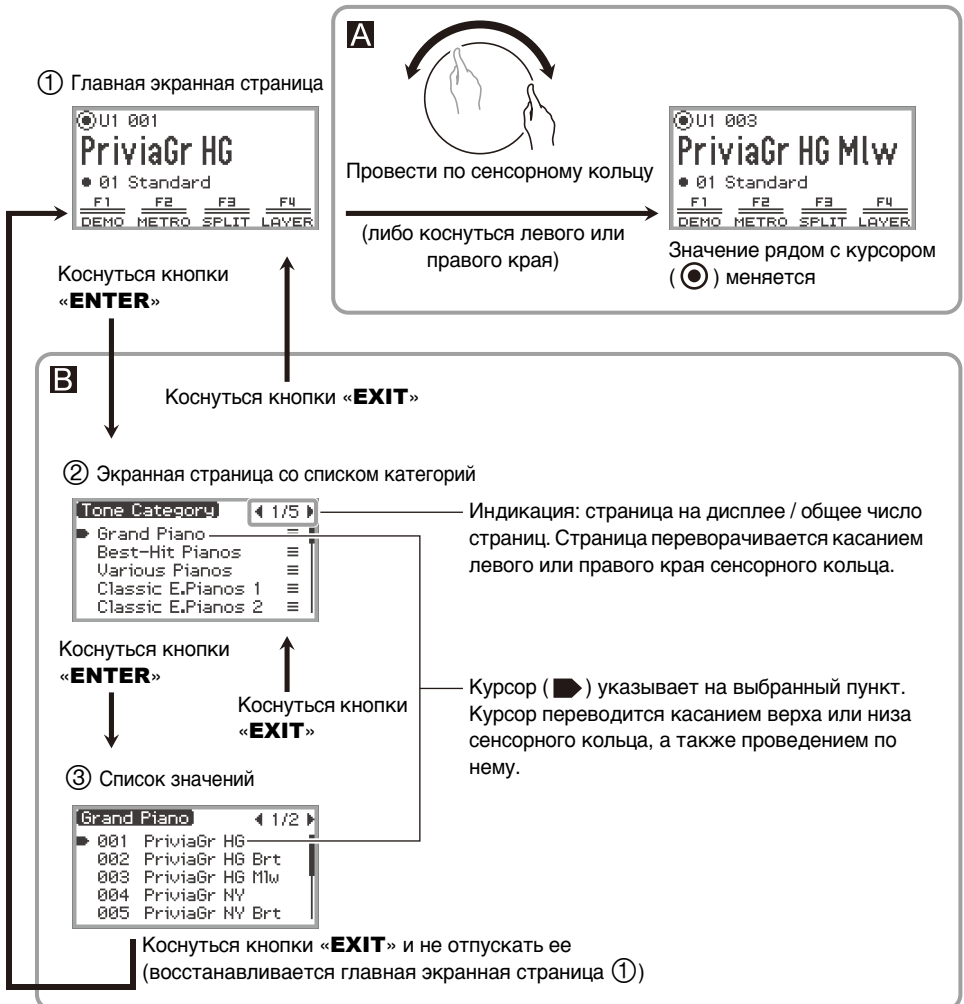 A
① Главная экранная страница
U1 001
PriviaGr HG
● 01 Standard
F1 F2 F3 F4
DEMO METRO SPLIT LAYER
Провести по сенсорному кольцу
(либо коснуться левого или
правого края)
U1 003
PriviaGr HG Mlw
● 01 Standard
F1 F2 F3 F4
DEMO METRO SPLIT LAYER
Значение рядом с курсором
( ◉ ) меняется
Коснуться кнопки
«ENTER»
B
Коснуться кнопки «EXIT»
② Экранная страница со списком категорий
Tone Category 1/5
Grand Piano
Best-Hit Pianos
Various Pianos
Classic E.Pianos 1
Classic E.Pianos 2
Индикация: страница на дисплее / общее число
страниц. Страница переворачивается касанием
левого или правого края сенсорного кольца.
Коснуться кнопки
«ENTER»
Коснуться кнопки
«EXIT»
Курсор ( ) указывает на выбранный пункт.
Курсор переводится касанием верха или низа
сенсорного кольца, а также проведением по
нему.
③ Список значений
Grand Piano 1/2
001 PriviaGr HG
002 PriviaGr HG Brt
003 PriviaGr HG Mlw
004 PriviaGr NY
005 PriviaGr NY Brt
Коснуться кнопки «EXIT» и не отпускать ее
(восстанавливается главная экранная страница ①)